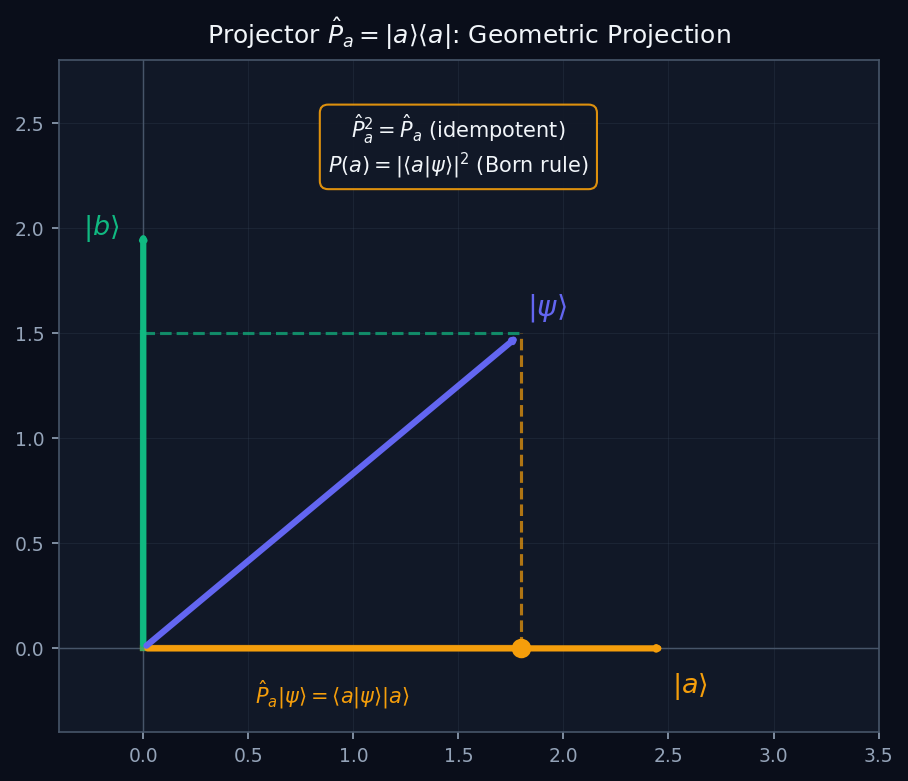 Projector P̂ₐ = |a⟩⟨a|: Geometric Projection
P̂ₐ² = P̂ₐ (idempotent)
P(a) = |⟨a|ψ⟩|² (Born rule)
2.5
|b⟩
2.0
|ψ⟩
1.5
1.0
0.5
0.0
|a⟩
P̂ₐ|ψ⟩ = ⟨a|ψ⟩|a⟩
0.0 0.5 1.0 1.5 2.0 2.5 3.0 3.5